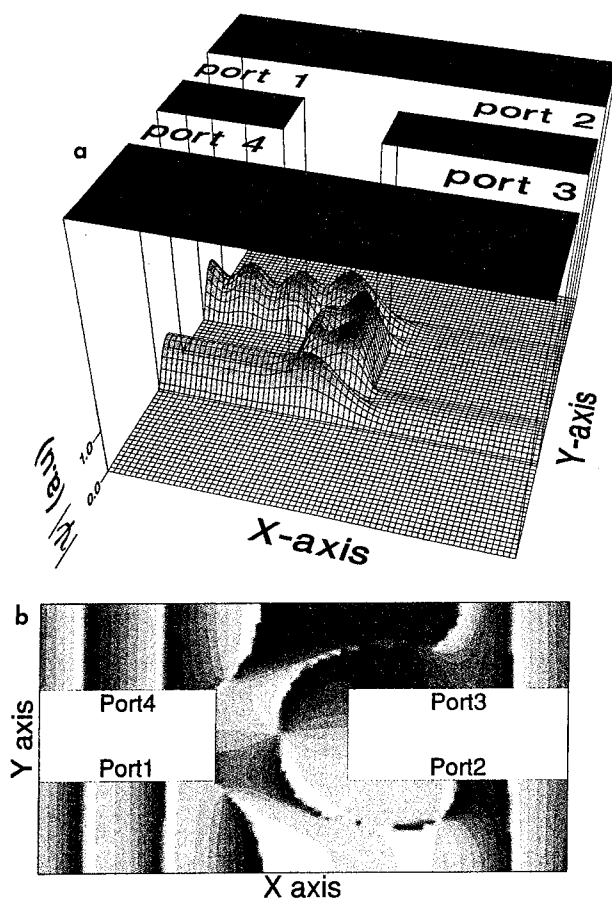 port 1
port 2
port 4
a
port 3
1.0
0.0
|ψ| (a.u)
X-axis
Y-axis
b
Port4
Port3
Y axis
Port1
Port2
X axis